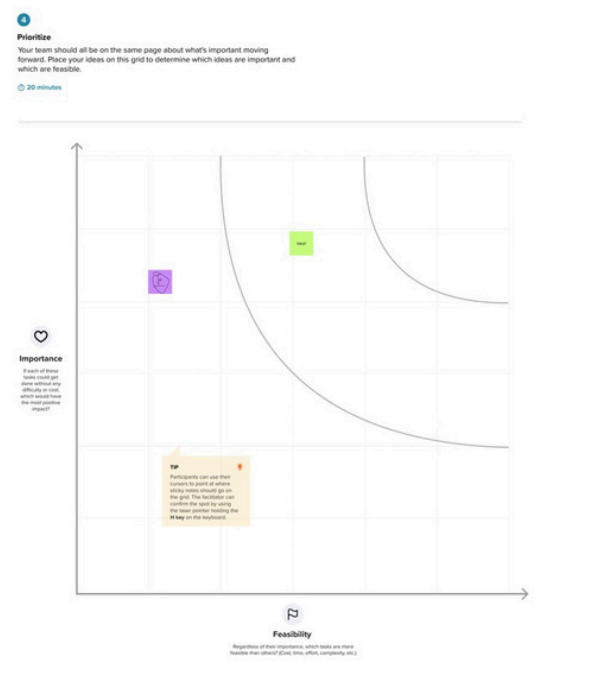 4
Prioritize
Your team should all be on the same page about what's important moving
forward. Place your ideas on this grid to determine which ideas are important and
which are feasible.
20 minutes
Importance
If each of these
tasks could get
done without any
difficulty or cost,
which would have
the most positive
impact?
TIP
Participants can use their
cursors to point at where
sticky notes should go on
the grid. The facilitator can
confirm the spot by using
the laser pointer holding the
H key on the keyboard.
Feasibility
Regardless of their importance, which tasks are more
feasible than others? (Cost, time, effort, complexity, etc.)